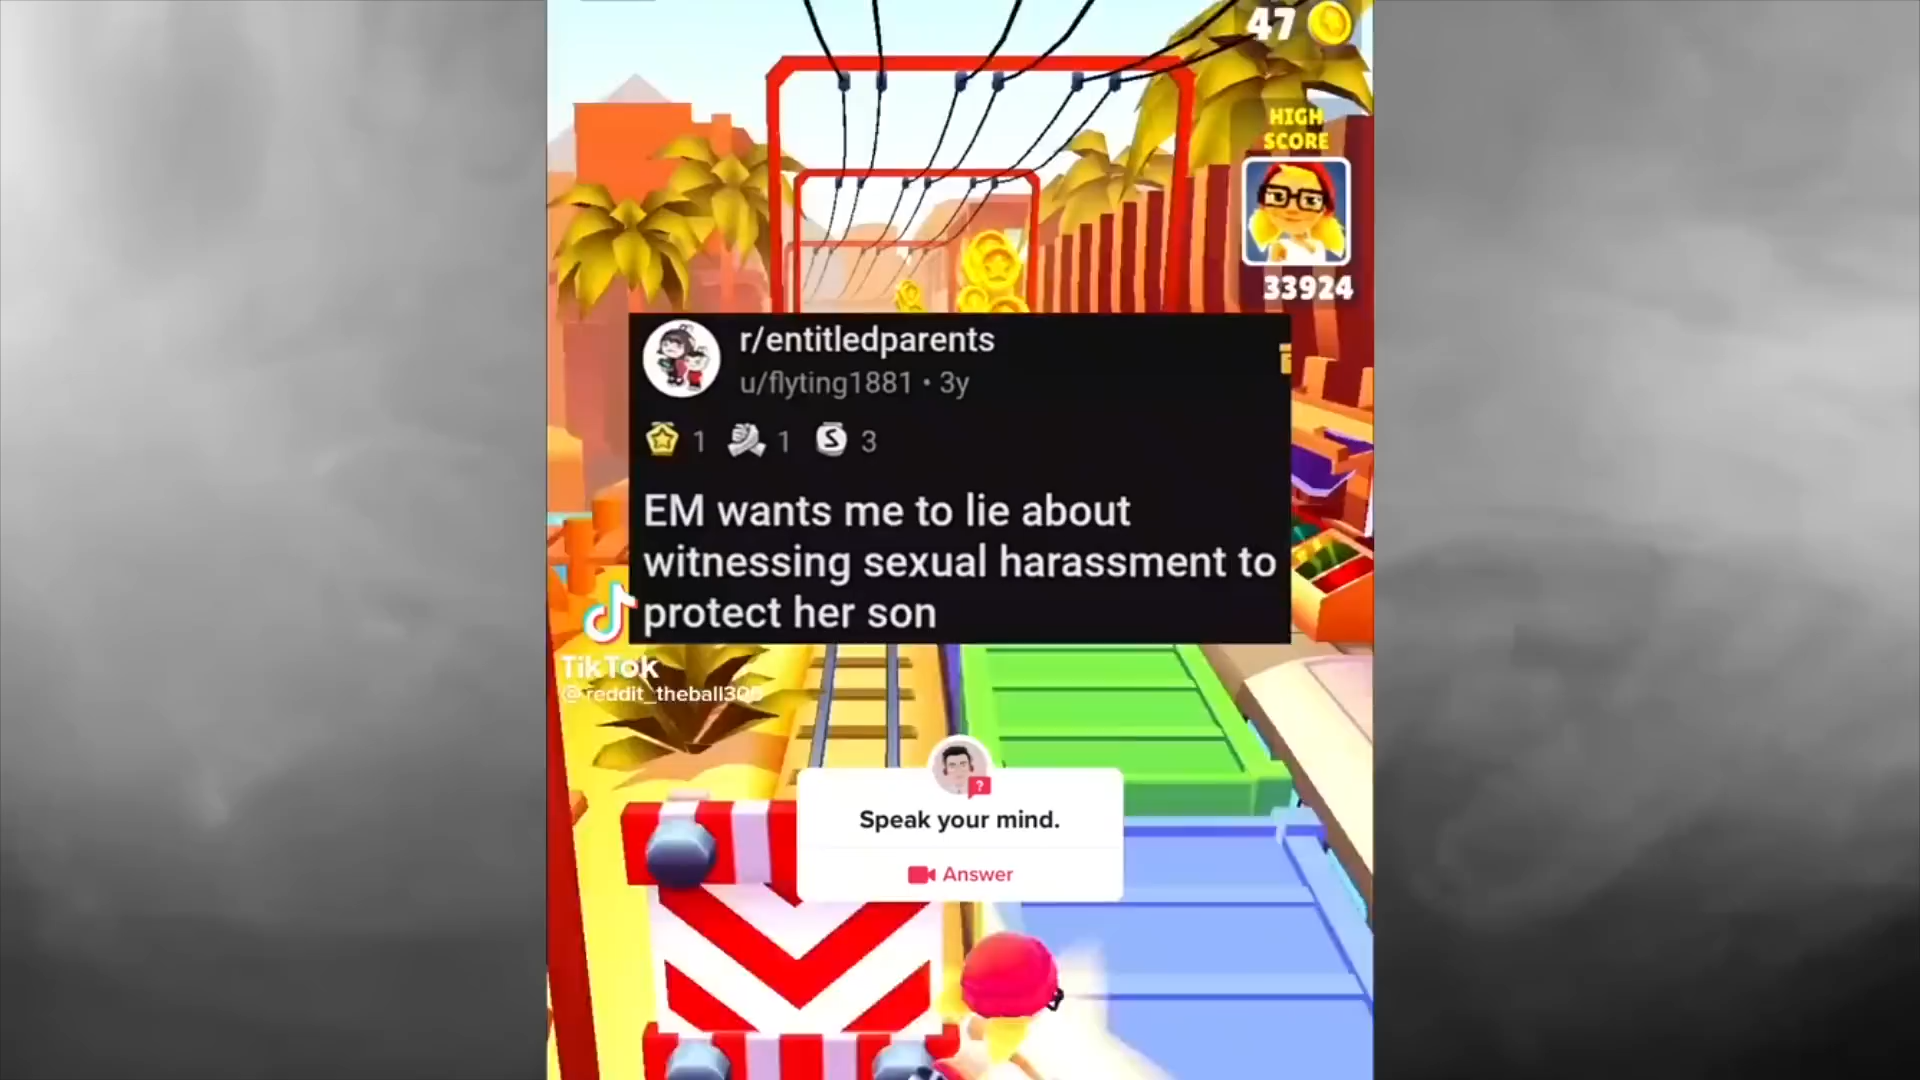 47
HIGH
SCORE
33924
r/entitledparents
u/flyting1881 • 3y
1 1 S 3
EM wants me to lie about
witnessing sexual harassment to
protect her son
TikTok
@reddit_theball305
Speak your mind.
?
Answer